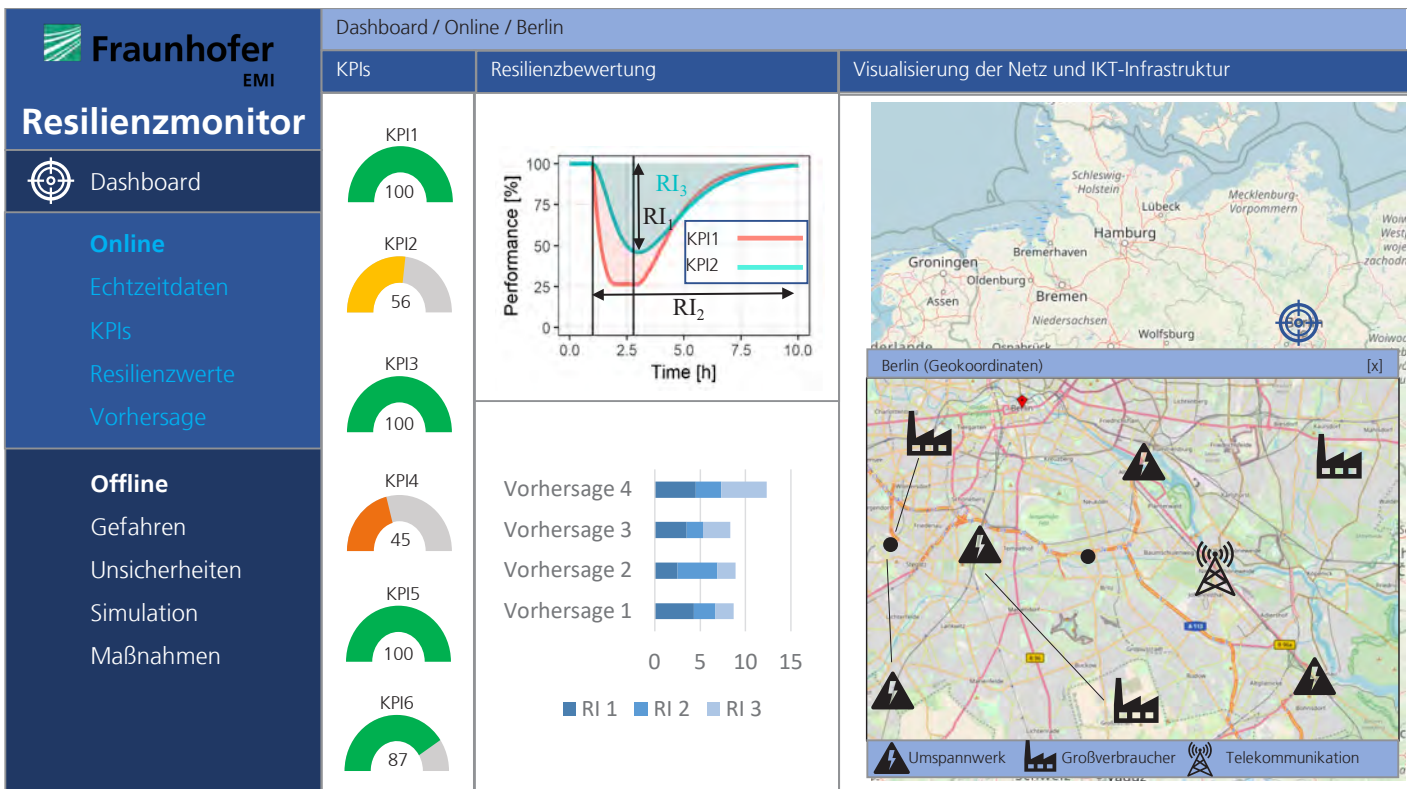 Fraunhofer
EMI
Resilienzmonitor
Dashboard
Online
Echtzeitdaten
KPIs
Resilienzwerte
Vorhersage
Offline
Gefahren
Unsicherheiten
Simulation
Maßnahmen
Dashboard / Online / Berlin
KPIs
KPI1
100
KPI2
56
KPI3
100
KPI4
45
KPI5
100
KPI6
87
Resilienzbewertung
Performance [%]
100
75
50
25
0
RI3
RI1
KPI1
KPI2
RI2
0.0 2.5 5.0 7.5 10.0
Time [h]
Vorhersage 4
Vorhersage 3
Vorhersage 2
Vorhersage 1
0 5 10 15
RI 1 RI 2 RI 3
Visualisierung der Netz und IKT-Infrastruktur
Schleswig-
Holstein
Lübeck
Mecklenburg-
Vorpommern
Hamburg
Bremerhaven
Groningen
Oldenburg
Bremen
Assen
Niedersachsen
Wolfsburg
Berlin
Berlin (Geokoordinaten) [x]
Berlin
A 113
Umspannwerk Großverbraucher Telekommunikation